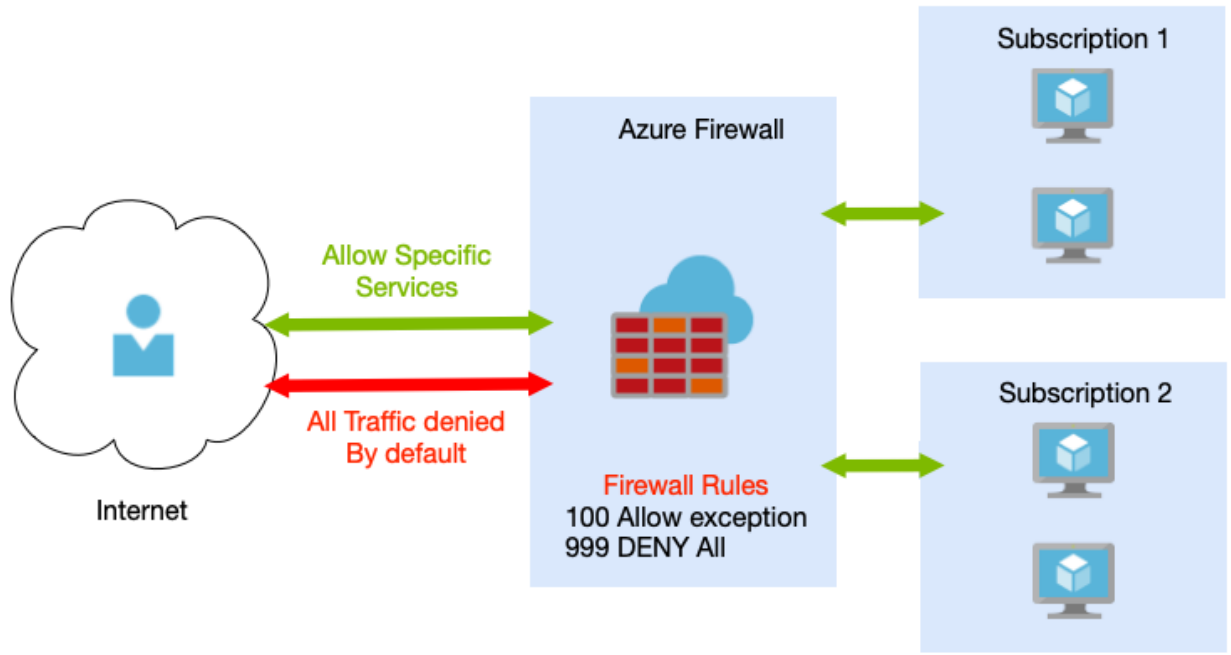 Subscription 1
Azure Firewall
Allow Specific
Services
All Traffic denied
By default
Internet
Firewall Rules
100 Allow exception
999 DENY All
Subscription 2